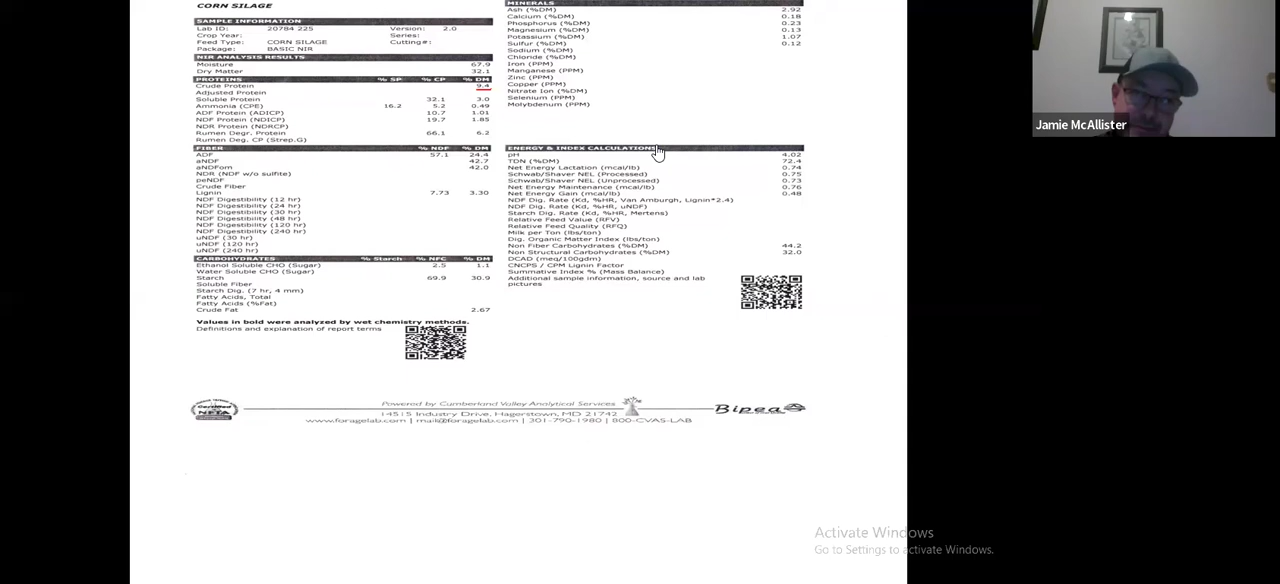 CORN SILAGE
SAMPLE INFORMATION
Lab ID: 20784 225 Version: 2.0
Crop Year: Series:
Feed Type: CORN SILAGE Cutting#:
Package: BASIC NIR
NIR ANALYSIS RESULTS
Moisture 67.9
Dry Matter 32.1
PROTEINS % SP % CP % DM
Crude Protein 9.4
Adjusted Protein
Soluble Protein 32.1 3.0
Ammonia (CPE) 16.2 5.2 0.49
ADF Protein (ADICP) 10.7 1.01
NDF Protein (NDICP) 19.7 1.85
NDR Protein (NDRCP)
Rumen Degr. Protein 66.1 6.2
Rumen Deg. CP (Strep.G)
FIBER % NDF % DM
ADF 57.1 24.4
aNDF 42.7
aNDFom 42.0
NDR (NDF w/o sulfite)
peNDF
Crude Fiber
Lignin 7.73 3.30
NDF Digestibility (12 hr)
NDF Digestibility (24 hr)
NDF Digestibility (30 hr)
NDF Digestibility (48 hr)
NDF Digestibility (120 hr)
NDF Digestibility (240 hr)
uNDF (30 hr)
uNDF (120 hr)
uNDF (240 hr)
CARBOHYDRATES % Starch % NFC % DM
Ethanol Soluble CHO (Sugar) 2.5 1.1
Water Soluble CHO (Sugar)
Starch 69.9 30.9
Soluble Fiber
Starch Dig. (7 hr, 4 mm)
Fatty Acids, Total
Fatty Acids (%Fat)
Crude Fat 2.67
Values in bold were analyzed by wet chemistry methods.
Definitions and explanation of report terms
MINERALS
Ash (%DM) 2.92
Calcium (%DM) 0.18
Phosphorus (%DM) 0.23
Magnesium (%DM) 0.13
Potassium (%DM) 1.07
Sulfur (%DM) 0.12
Sodium (%DM)
Chloride (%DM)
Iron (PPM)
Manganese (PPM)
Zinc (PPM)
Copper (PPM)
Nitrate Ion (%DM)
Selenium (PPM)
Molybdenum (PPM)
ENERGY & INDEX CALCULATIONS
pH 4.02
TDN (%DM) 72.4
Net Energy Lactation (mcal/lb) 0.74
Schwab/Shaver NEL (Processed) 0.75
Schwab/Shaver NEL (Unprocessed) 0.73
Net Energy Maintenance (mcal/lb) 0.76
Net Energy Gain (mcal/lb) 0.48
NDF Dig. Rate (Kd, %HR, Van Amburgh, Lignin*2.4)
NDF Dig. Rate (Kd, %HR, uNDF)
Starch Dig. Rate (Kd, %HR, Mertens)
Relative Feed Value (RFV)
Relative Feed Quality (RFQ)
Milk per Ton (lbs/ton)
Dig. Organic Matter Index (lbs/ton)
Non Fiber Carbohydrates (%DM) 44.2
Non Structural Carbohydrates (%DM) 32.0
DCAD (meq/100gdm)
CNCPS / CPM Lignin Factor
Summative Index % (Mass Balance)
Additional sample information, source and lab
pictures
Powered by Cumberland Valley Analytical Services
14515 Industry Drive, Hagerstown, MD 21742
www.foragelab.com | mail@foragelab.com | 301-790-1980 | 800-CVAS-LAB
NFTA
Bipea
Jamie McAllister
Activate Windows
Go to Settings to activate Windows.